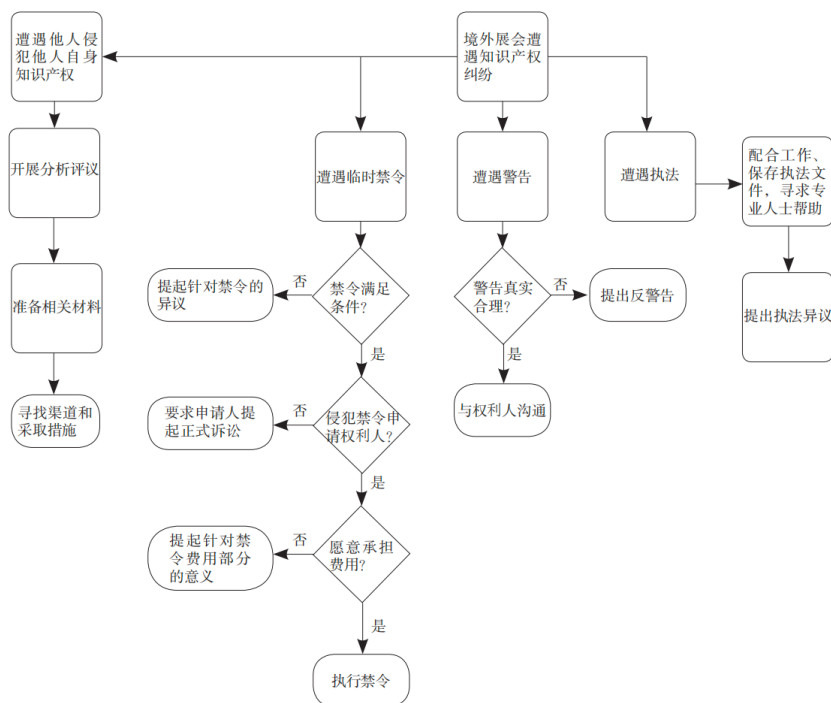 遭遇他人侵
犯他人自身
知识产权
境外展会遭
遇知识产权
纠纷
开展分析评议
遭遇临时禁令
遭遇警告
遭遇执法
配合工作、
保存执法文
件，寻求专
业人士帮助
准备相关材料
提起针对禁令的
异议
否
禁令满足
条件？
警告真实
合理？
否
提出反警告
提出执法异议
是
是
寻找渠道和
采取措施
要求申请人提
起正式诉讼
否
侵犯禁令申
请权利人？
与权利人沟通
是
提起针对禁
令费用部分
的意义
否
愿意承担
费用？
是
执行禁令